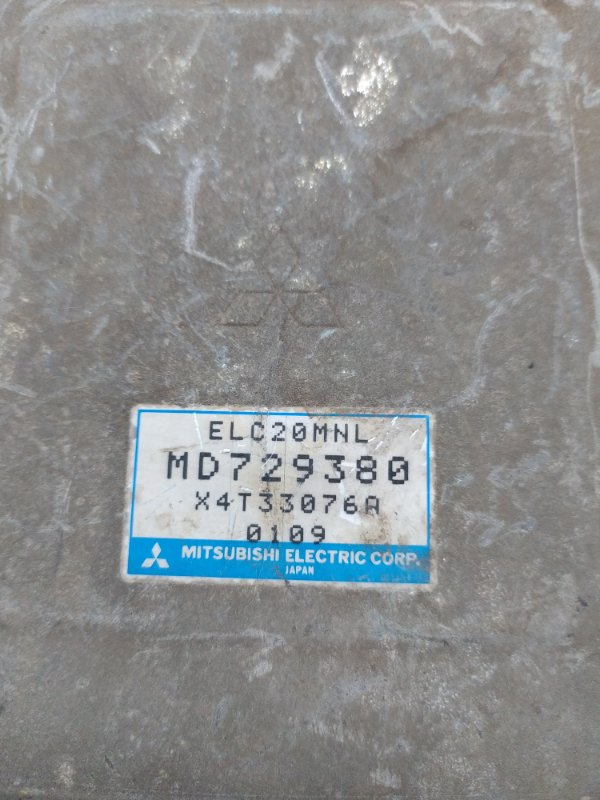 ELC20MNL
MD729380
X4T33076A
0109
MITSUBISHI ELECTRIC CORP.
JAPAN